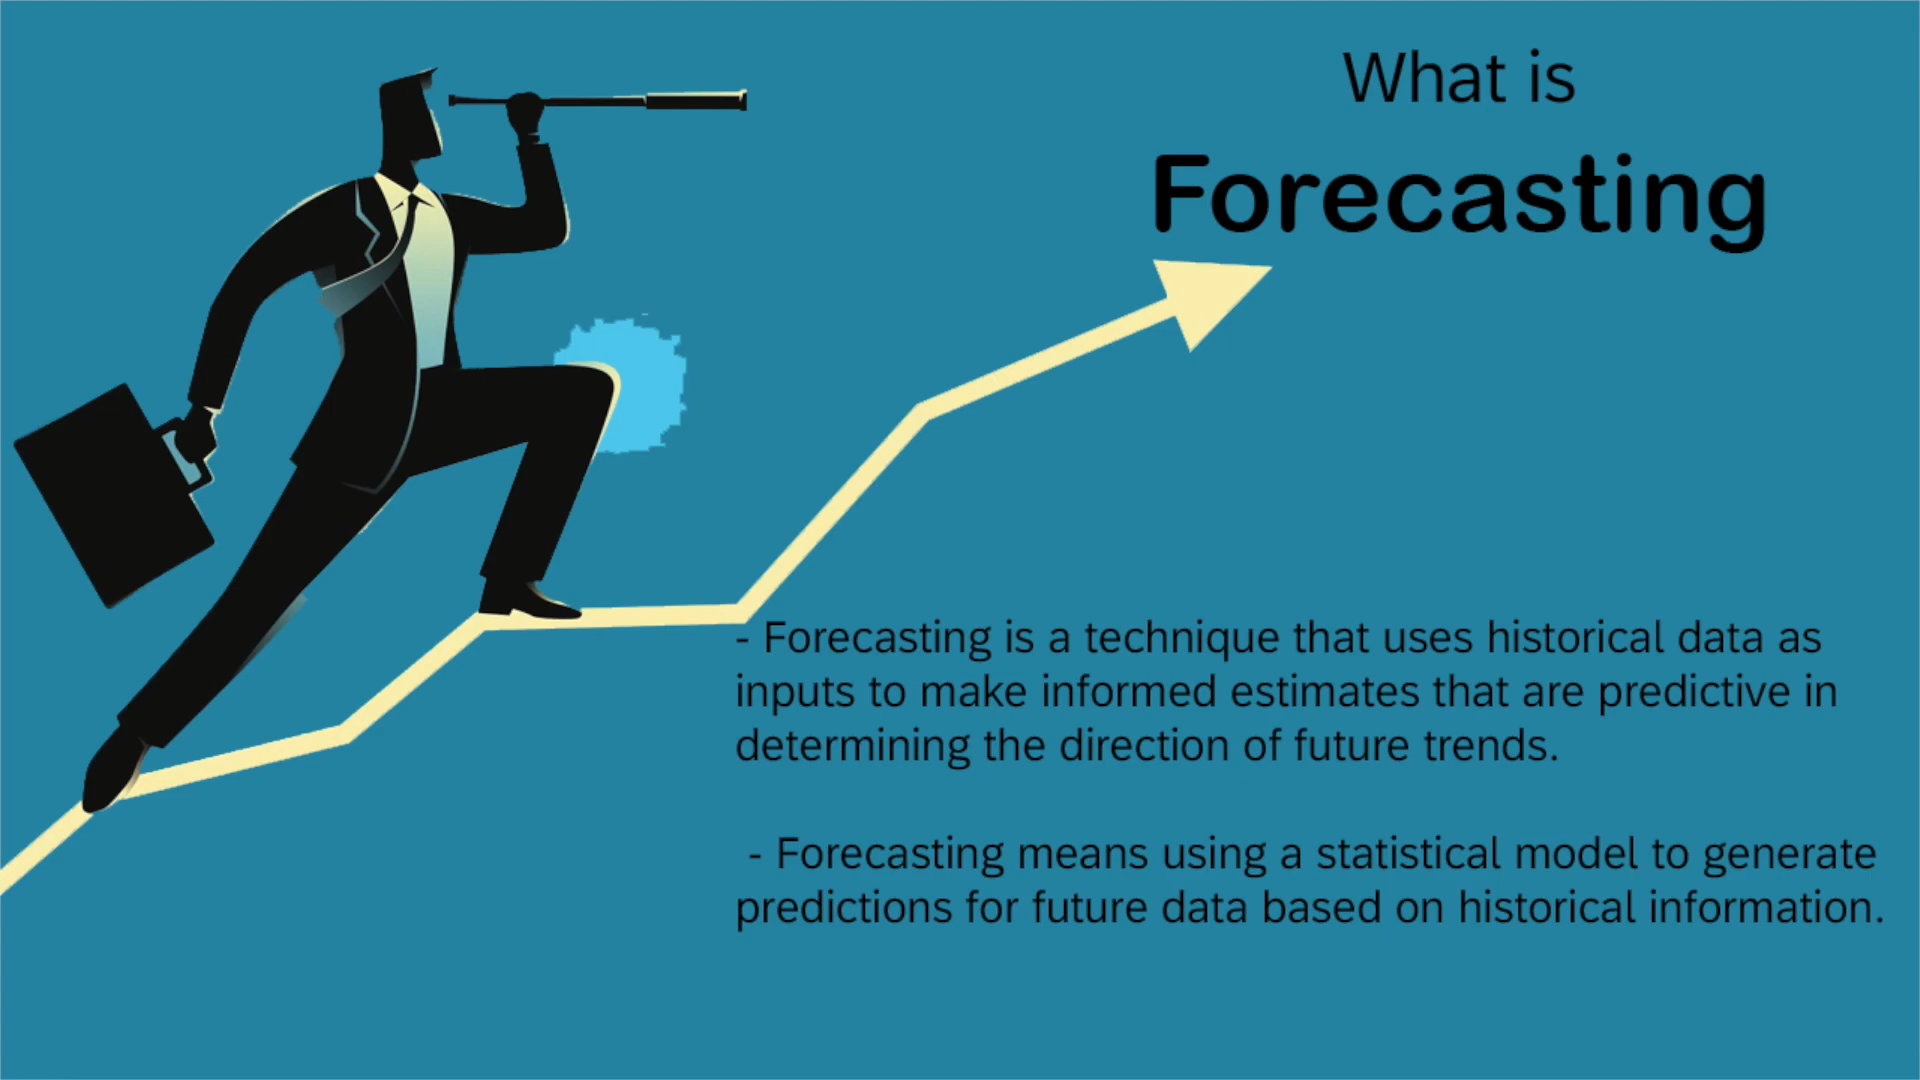 What is
Forecasting
- Forecasting is a technique that uses historical data as
inputs to make informed estimates that are predictive in
determining the direction of future trends.
- Forecasting means using a statistical model to generate
predictions for future data based on historical information.